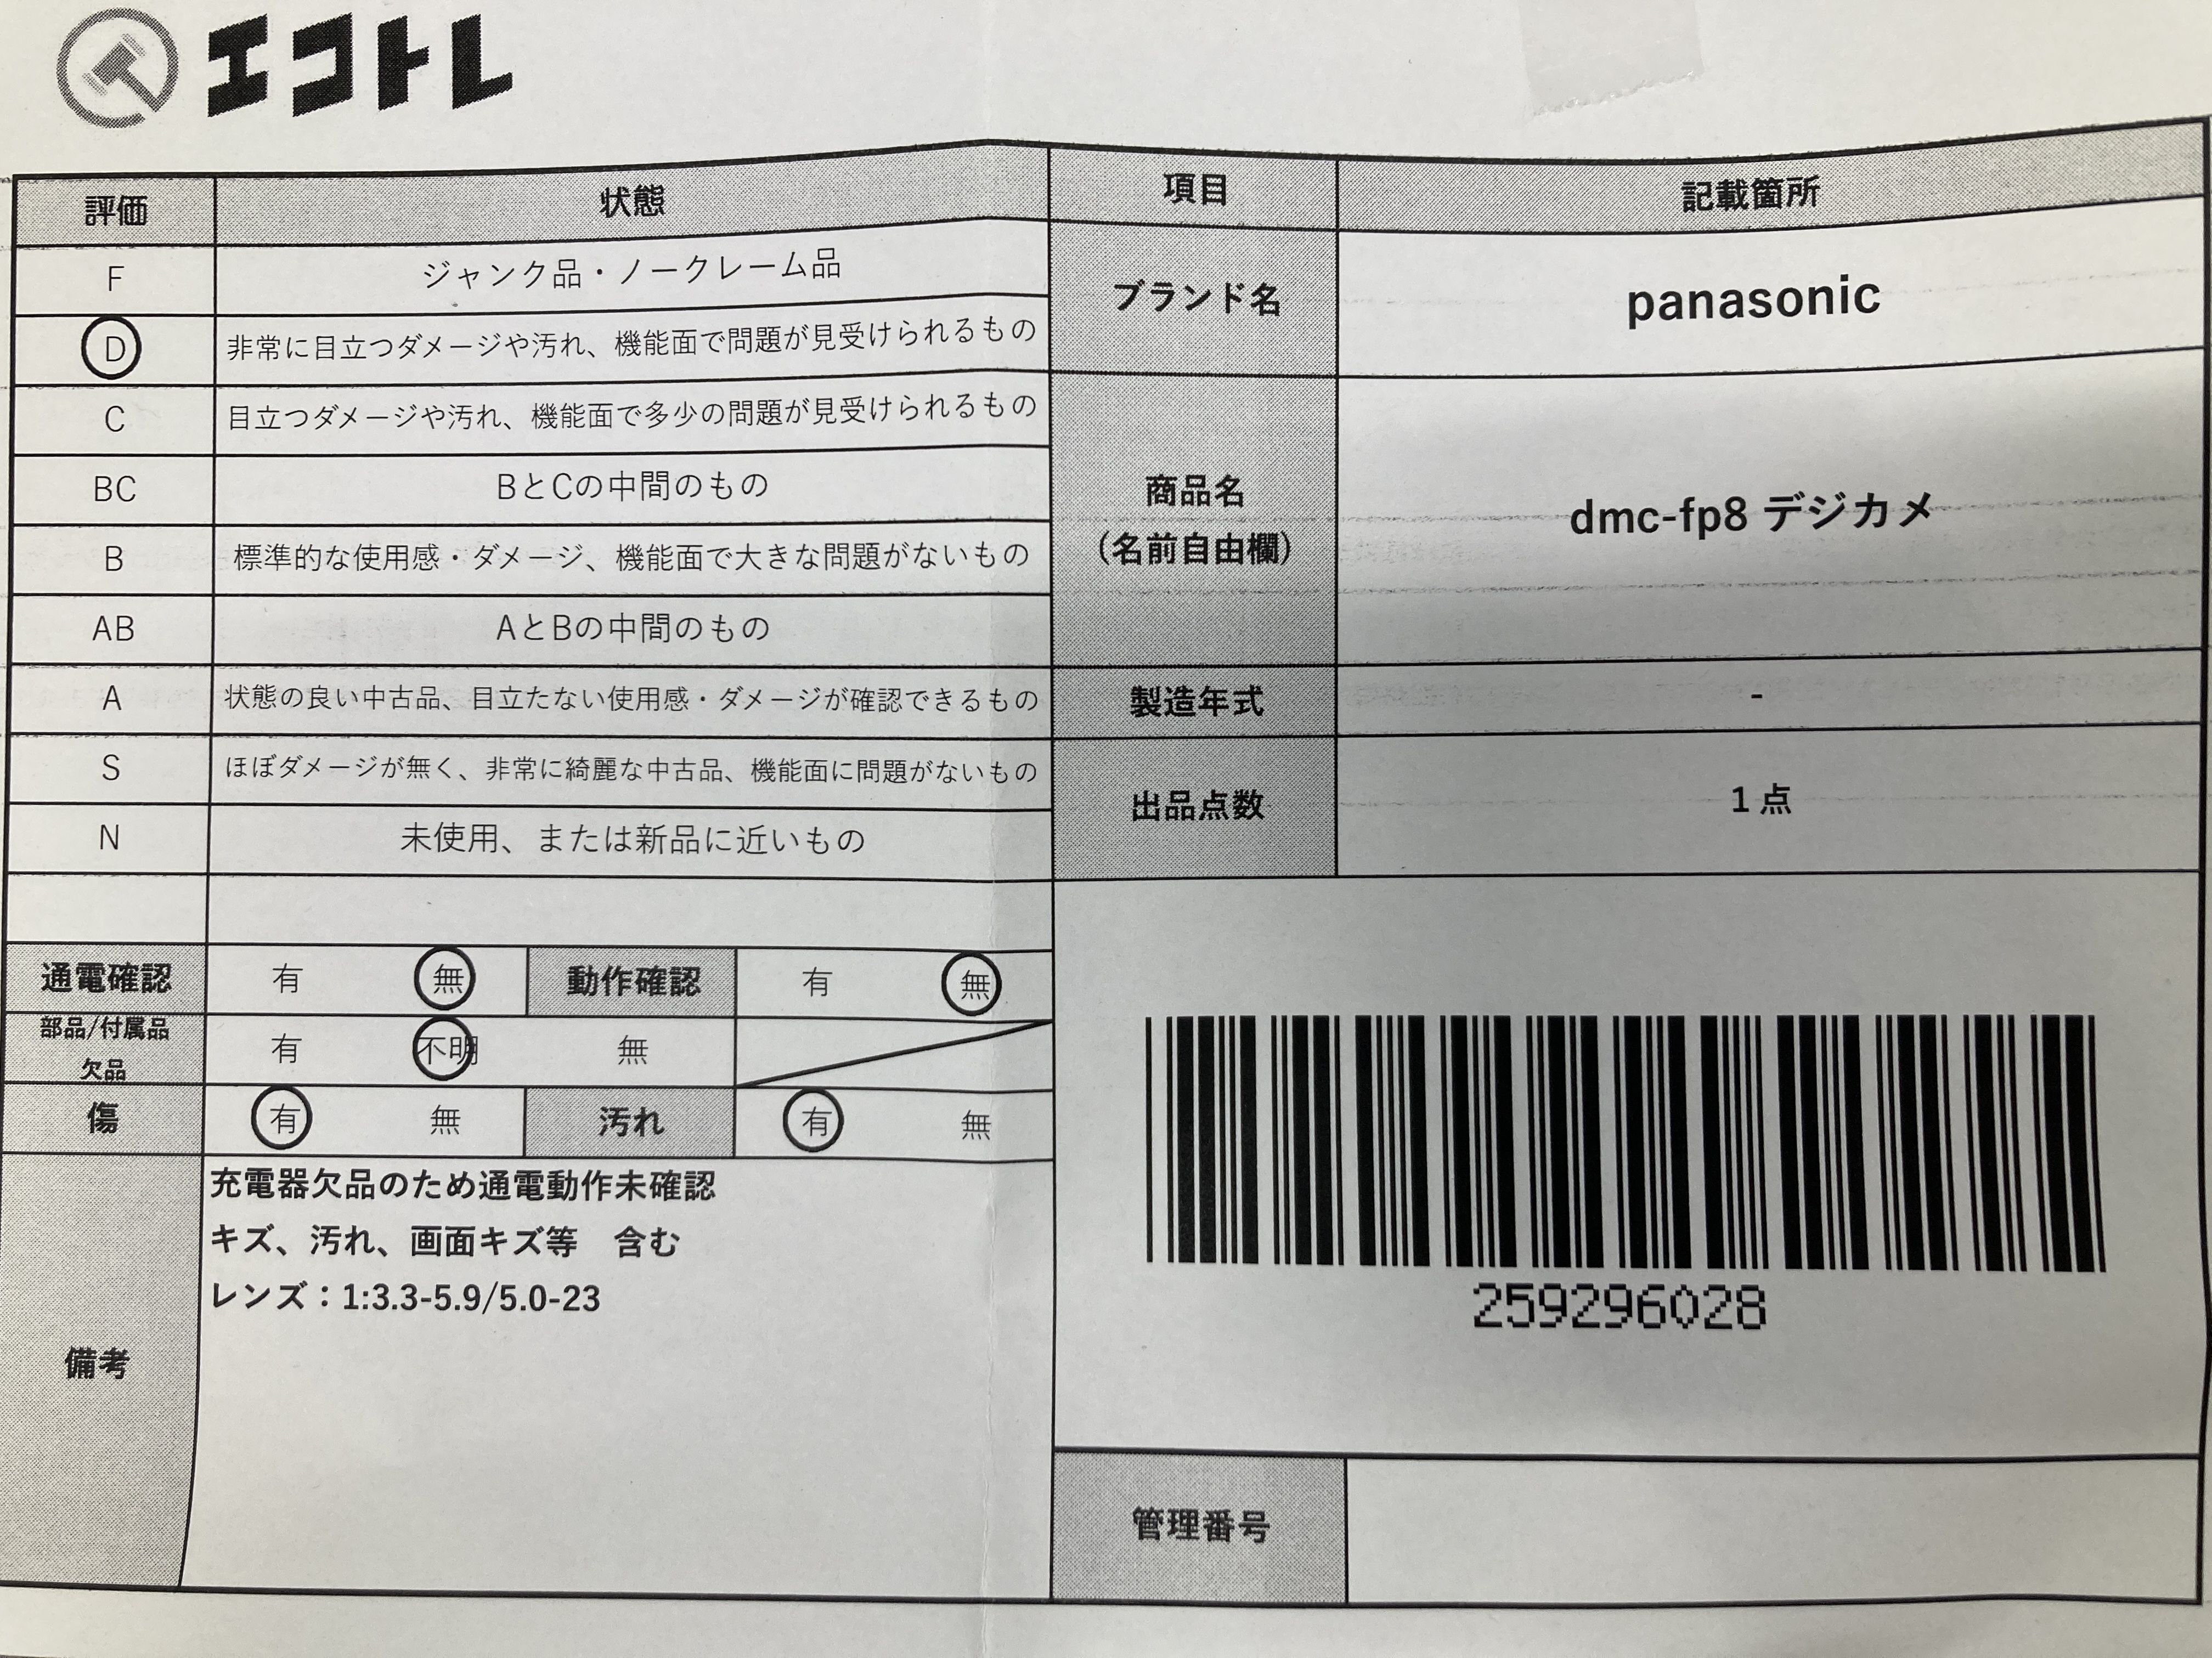 エコトレ
評価 状態
F ジャンク品・ノークレーム品
D 非常に目立つダメージや汚れ、機能面で問題が見受けられるもの
C 目立つダメージや汚れ、機能面で多少の問題が見受けられるもの
BC BとCの中間のもの
B 標準的な使用感・ダメージ、機能面で大きな問題がないもの
AB AとBの中間のもの
A 状態の良い中古品、目立たない使用感・ダメージが確認できるもの
S ほぼダメージが無く、非常に綺麗な中古品、機能面に問題がないもの
N 未使用、または新品に近いもの
通電確認 有 無 動作確認 有 無
部品/付属品
欠品 有 不明 無
傷 有 無 汚れ 有 無
備考
充電器欠品のため通電動作未確認
キズ、汚れ、画面キズ等　含む
レンズ：1:3.3-5.9/5.0-23
項目 記載箇所
ブランド名 panasonic
商品名
（名前自由欄） dmc-fp8 デジカメ
製造年式 -
出品点数 1 点
259296028
管理番号